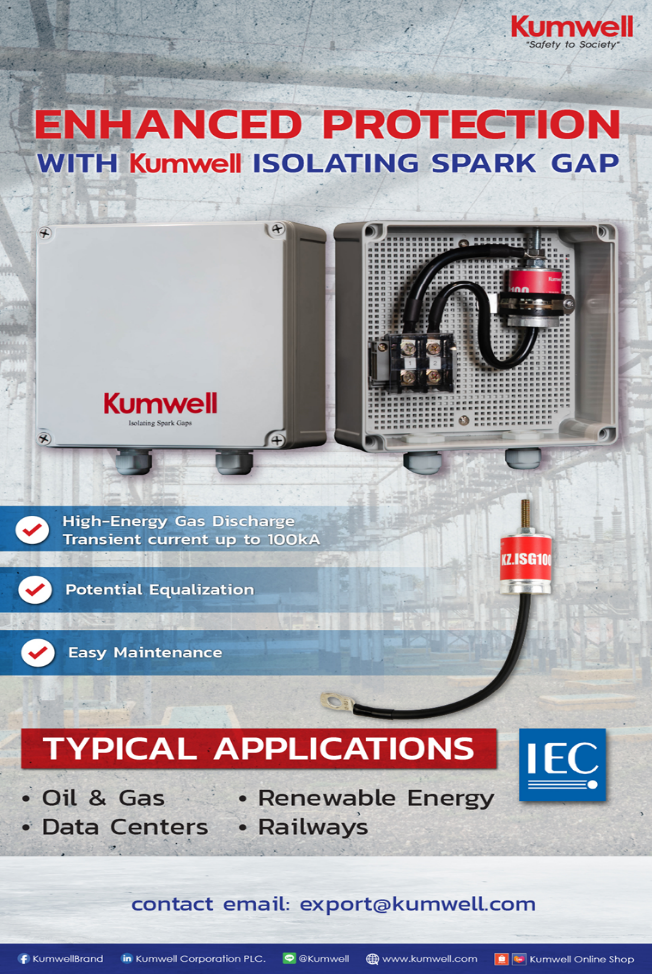 Kumwell
"Safety to Society"
ENHANCED PROTECTION
WITH Kumwell ISOLATING SPARK GAP
Kumwell
Isolating Spark Gaps
High-Energy Gas Discharge
Transient current up to 100kA
Potential Equalization
Easy Maintenance
KZ.ISG100
TYPICAL APPLICATIONS
IEC
• Oil & Gas
• Renewable Energy
• Data Centers
• Railways
contact email: export@kumwell.com
KumwellBrand
Kumwell Corporation PLC.
@Kumwell
www.kumwell.com
Kumwell Online Shop